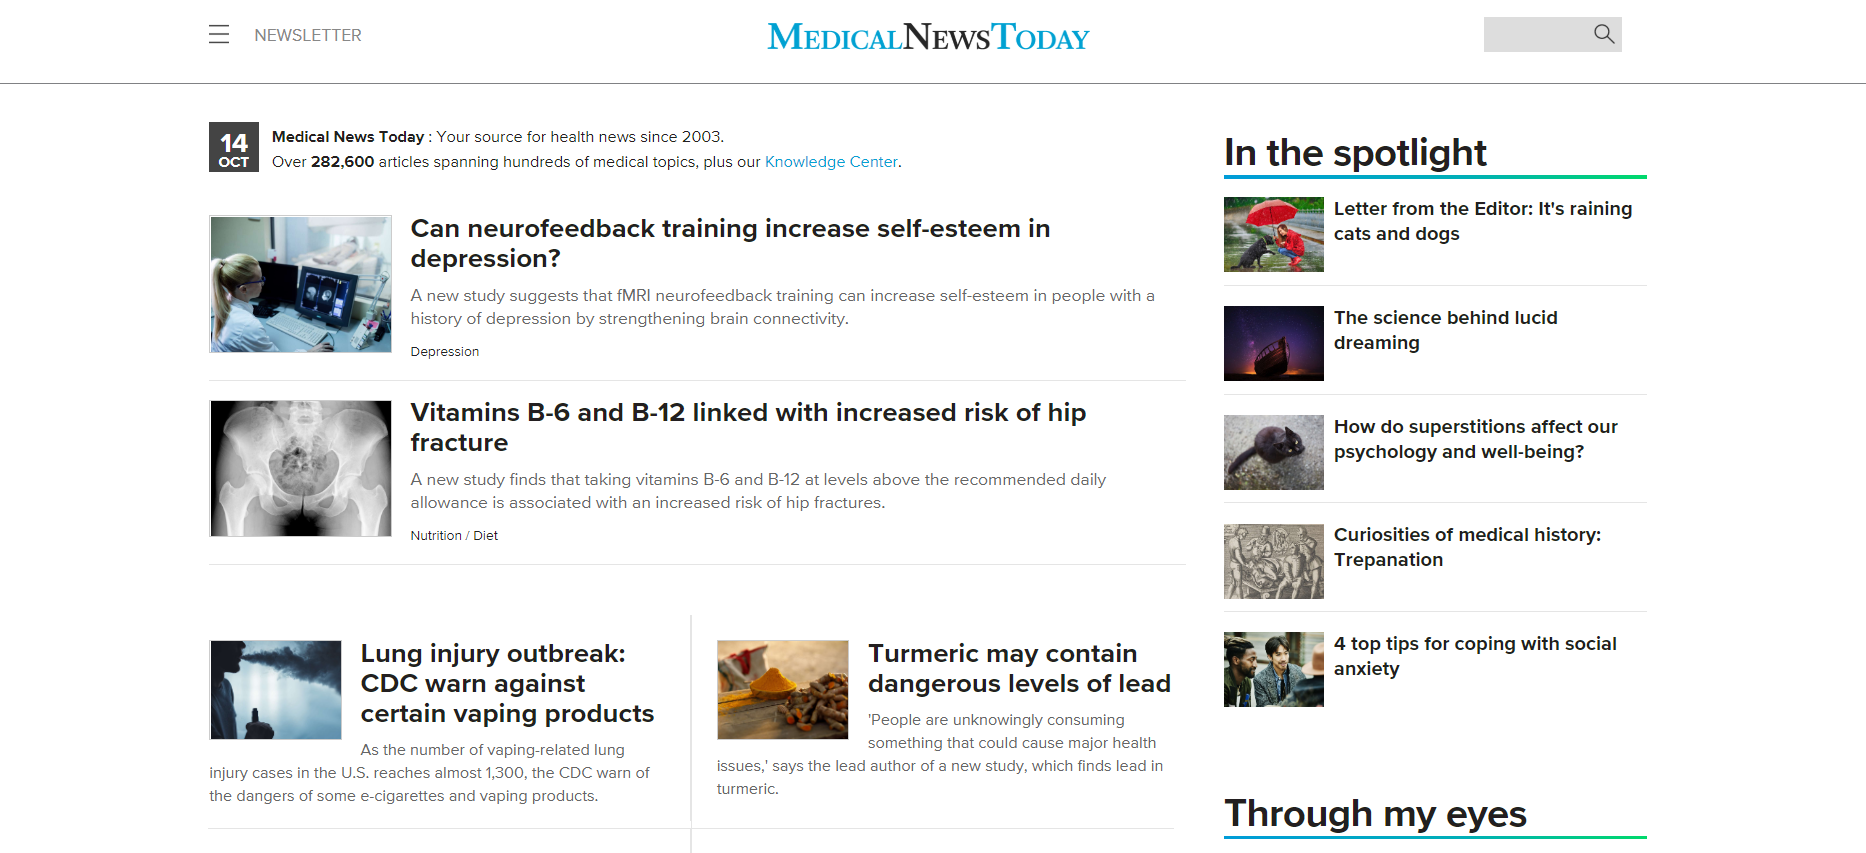 NEWSLETTER
MEDICALNEWSTODAY
14
OCT
Medical News Today : Your source for health news since 2003.
Over 282,600 articles spanning hundreds of medical topics, plus our Knowledge Center.
Can neurofeedback training increase self-esteem in
depression?
A new study suggests that fMRI neurofeedback training can increase self-esteem in people with a
history of depression by strengthening brain connectivity.
Depression
Vitamins B-6 and B-12 linked with increased risk of hip
fracture
A new study finds that taking vitamins B-6 and B-12 at levels above the recommended daily
allowance is associated with an increased risk of hip fractures.
Nutrition / Diet
Lung injury outbreak:
CDC warn against
certain vaping products
As the number of vaping-related lung
injury cases in the U.S. reaches almost 1,300, the CDC warn of
the dangers of some e-cigarettes and vaping products.
Turmeric may contain
dangerous levels of lead
'People are unknowingly consuming
something that could cause major health
issues,' says the lead author of a new study, which finds lead in
turmeric.
In the spotlight
Letter from the Editor: It's raining
cats and dogs
The science behind lucid
dreaming
How do superstitions affect our
psychology and well-being?
Curiosities of medical history:
Trepanation
4 top tips for coping with social
anxiety
Through my eyes